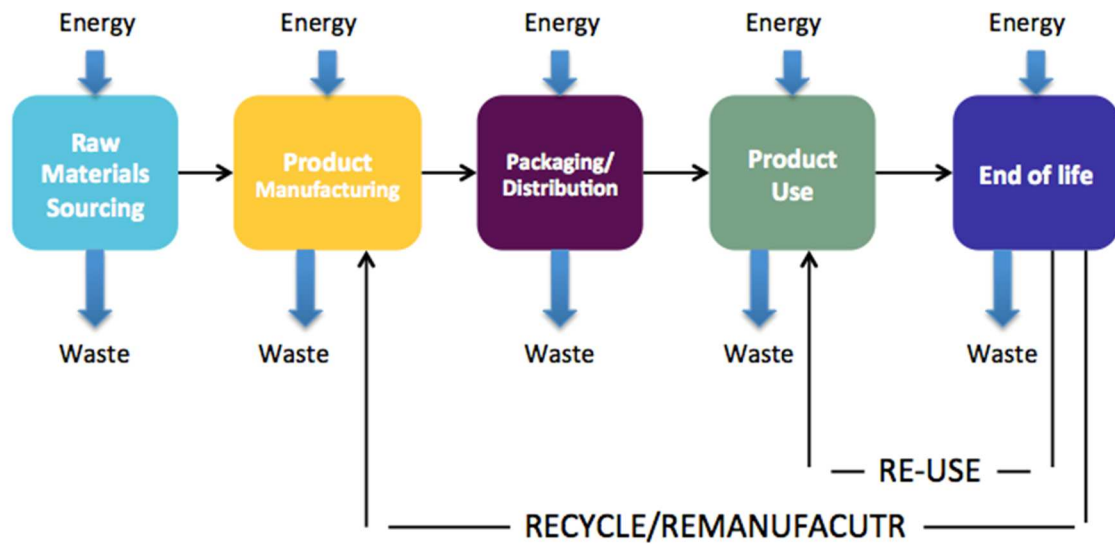 Energy
Energy
Energy
Energy
Energy
Raw
Materials
Sourcing
Product
Manufacturing
Packaging/
Distribution
Product
Use
End of life
Waste
Waste
Waste
Waste
Waste
RE-USE
RECYCLE/REMANUFACUTR